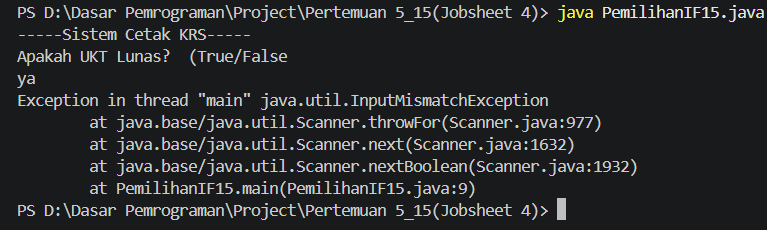 PS D:\Dasar Pemrograman\Project\Pertemuan 5_15(Jobsheet 4)> java PemilihanIF15.java
-----Sistem Cetak KRS-----
Apakah UKT Lunas?  (True/False
ya
Exception in thread "main" java.util.InputMismatchException
        at java.base/java.util.Scanner.throwFor(Scanner.java:977)
        at java.base/java.util.Scanner.next(Scanner.java:1632)
        at java.base/java.util.Scanner.nextBoolean(Scanner.java:1932)
        at PemilihanIF15.main(PemilihanIF15.java:9)
PS D:\Dasar Pemrograman\Project\Pertemuan 5_15(Jobsheet 4)>